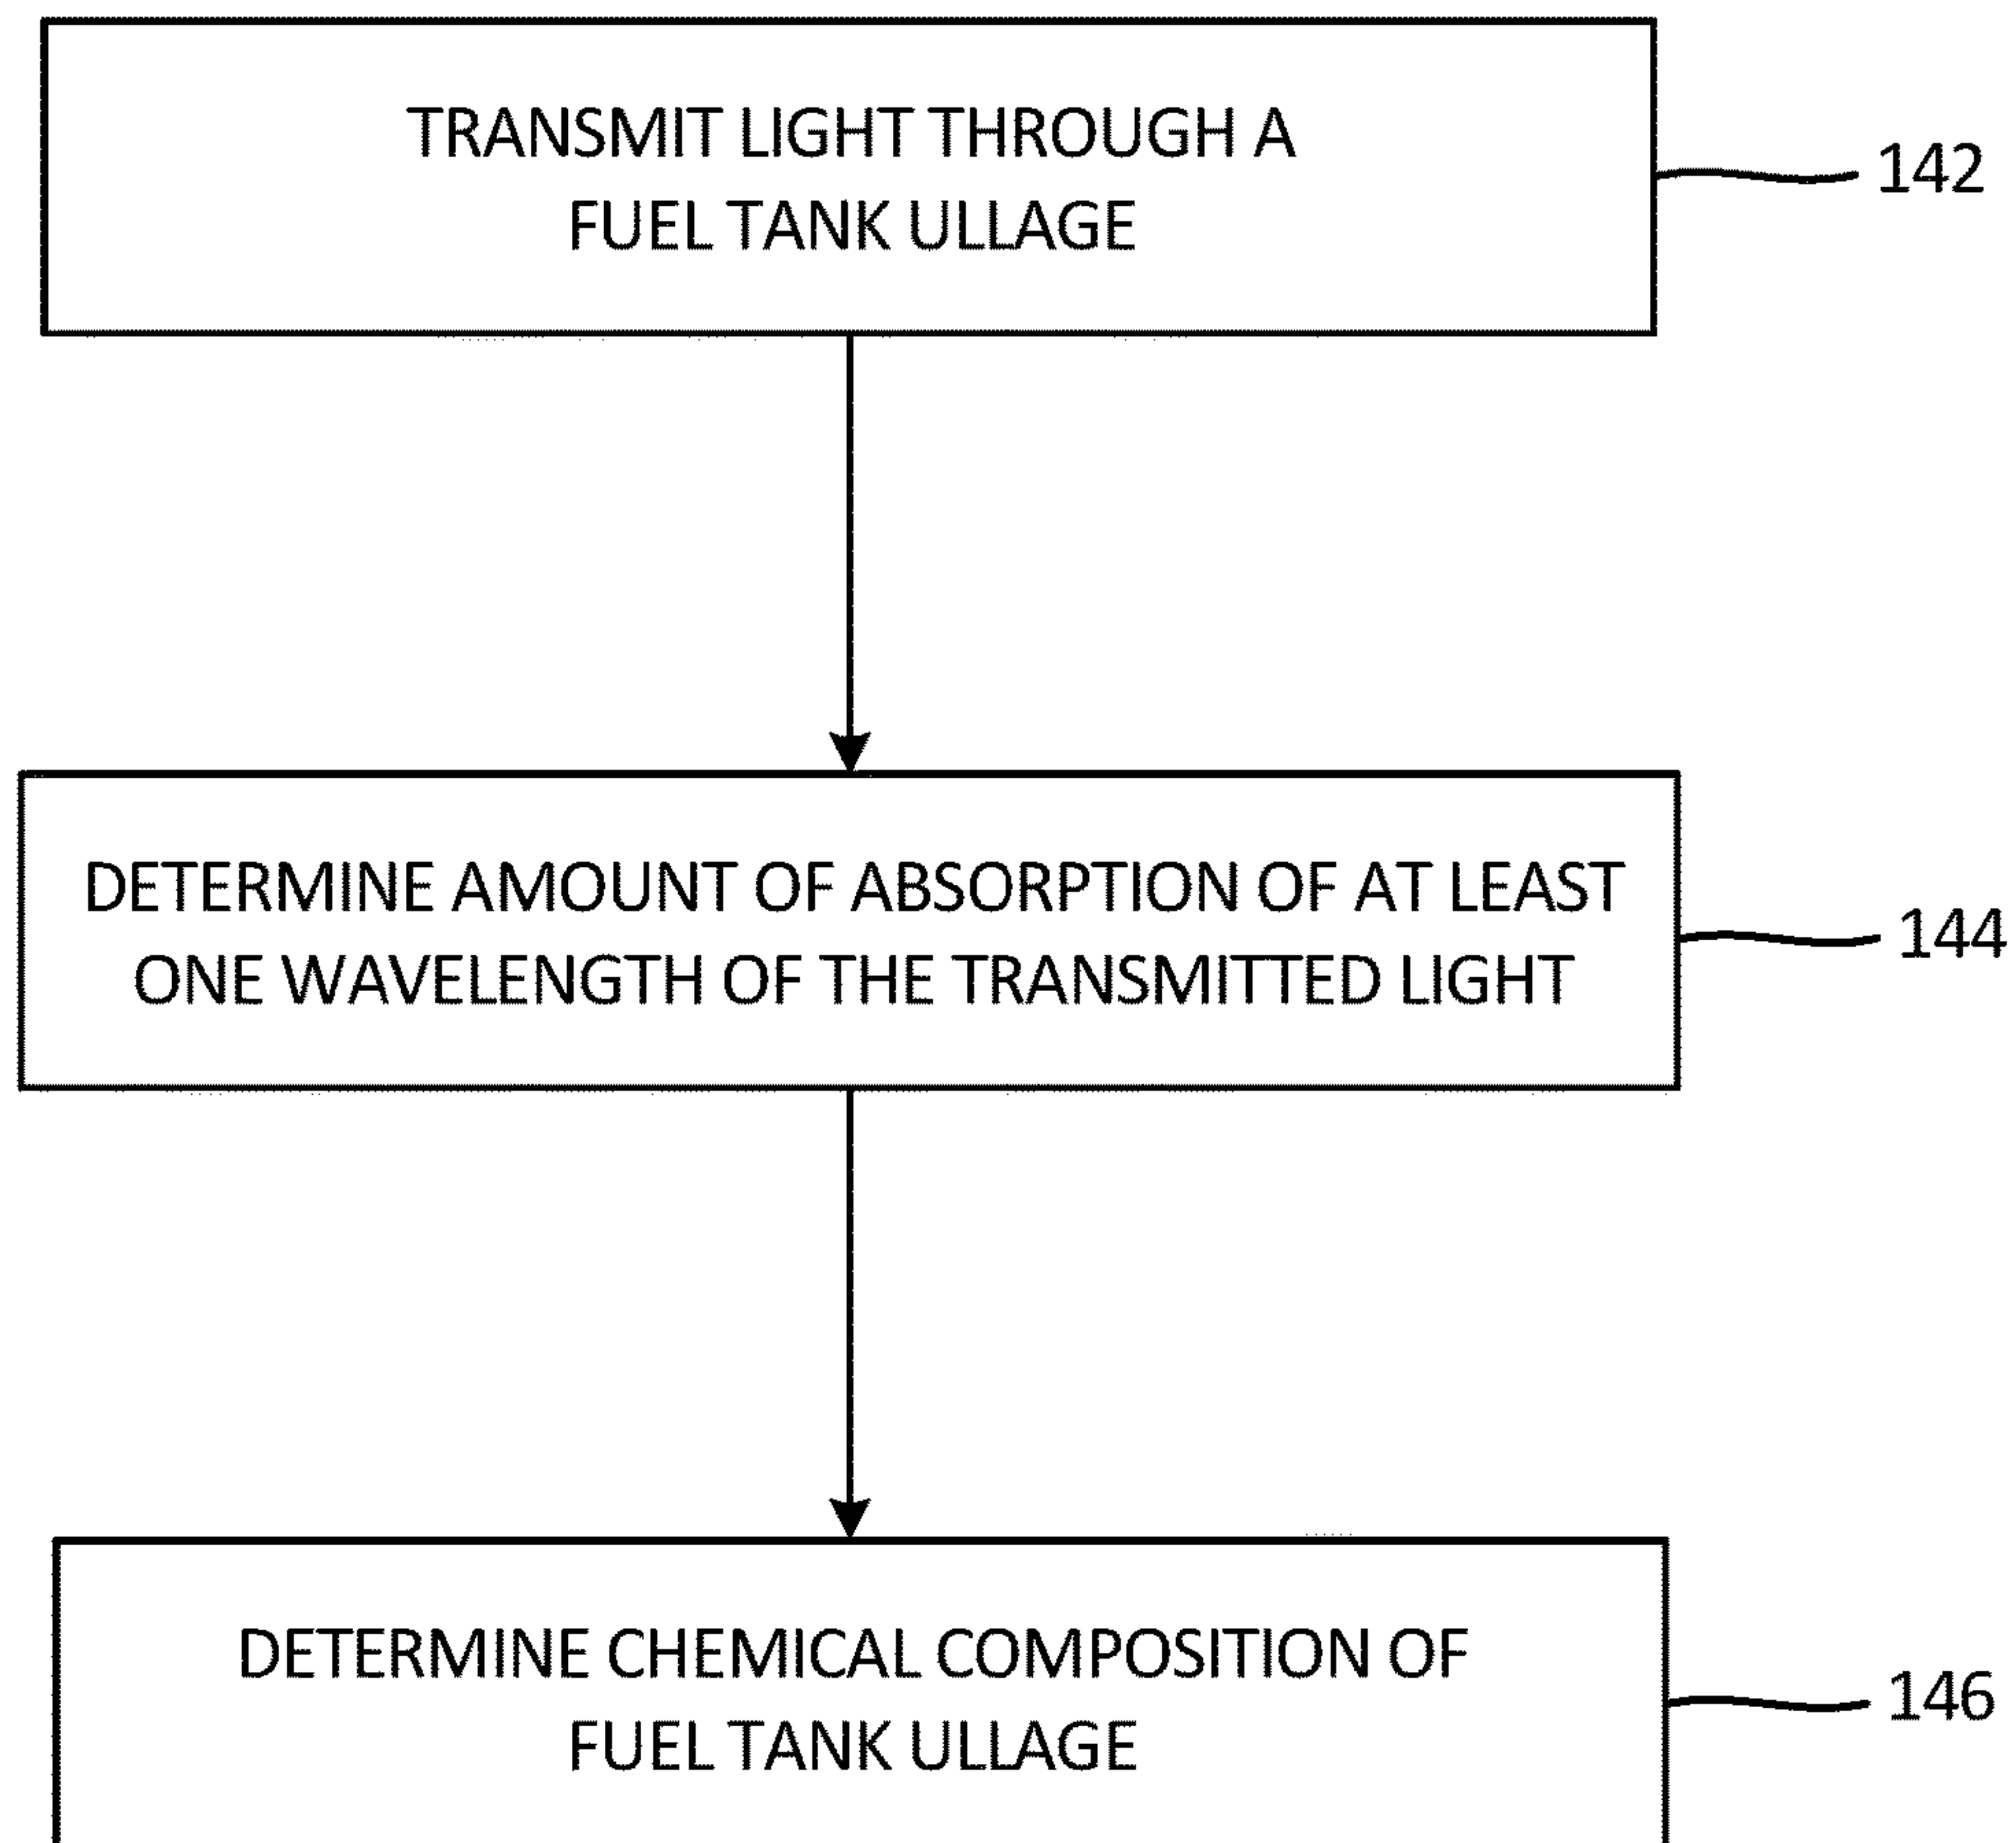 TRANSMIT LIGHT THROUGH A
FUEL TANK ULLAGE
142
DETERMINE AMOUNT OF ABSORPTION OF AT LEAST
ONE WAVELENGTH OF THE TRANSMITTED LIGHT
144
DETERMINE CHEMICAL COMPOSITION OF
FUEL TANK ULLAGE
146